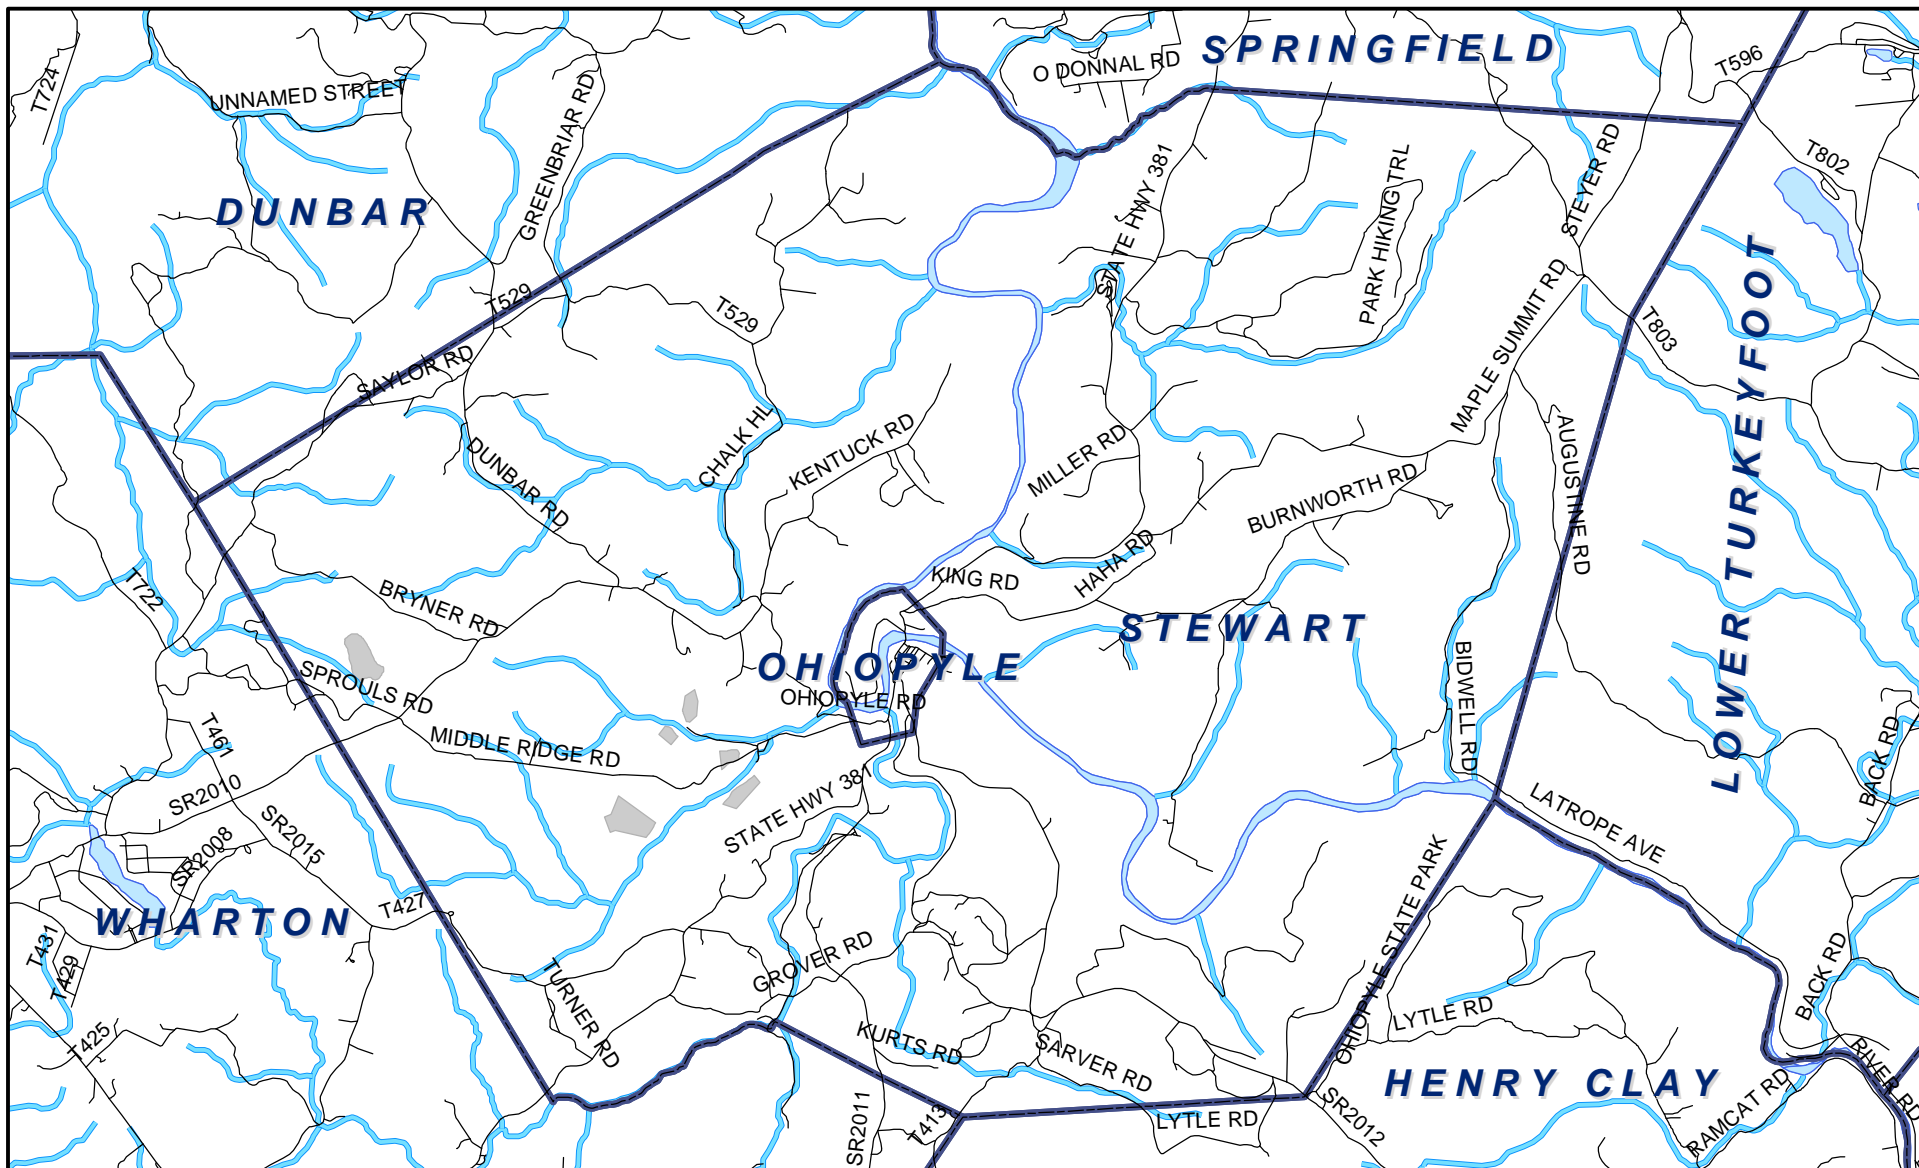 SPRINGFIELD
O DONNAL RD
T596
T724
UNNAMED STREET
GREENBRIAR RD
STATE HWY 381
PARK HIKING TRL
STEYER RD
T802
DUNBAR
T529
T529
SAYLOR RD
MAPLE SUMMIT RD
T803
LOWER TURKEYFOOT
CHALK HL
KENTUCK RD
MILLER RD
DUNBAR RD
BURNWORTH RD
AUGUSTINE RD
T722
BRYNER RD
KING RD
HAHA RD
STEWART
OHIOPYLE
OHIOPYLE RD
SPROULS RD
BIDWELL RD
T461
MIDDLE RIDGE RD
BACK RD
SR2010
STATE HWY 381
LATROPE AVE
SR2008
SR2015
WHARTON
T427
OHIOPYLE STATE PARK
T431
T429
GROVER RD
BACK RD
TURNER RD
LYTLE RD
T425
KURTS RD
SARVER RD
RIVER RD
HENRY CLAY
RAMCAT RD
SR2011
T413
LYTLE RD
SR2012